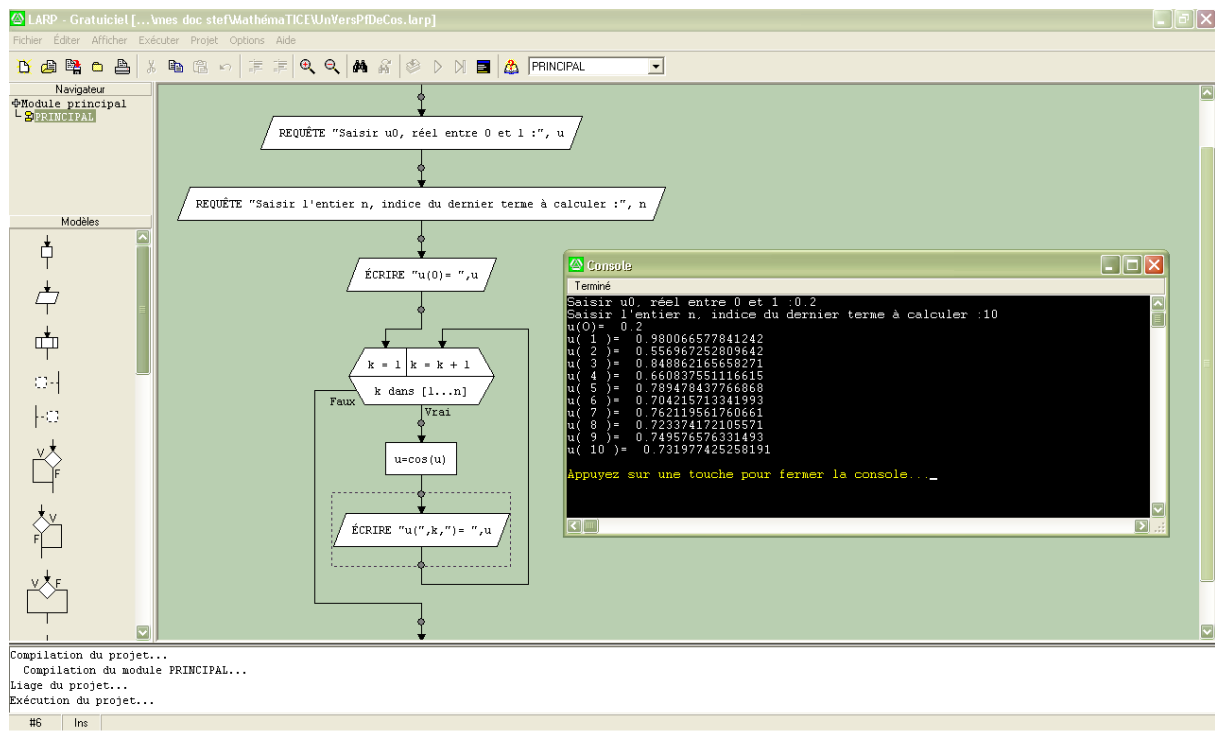 LARP - Gratuiciel [...\mes doc stef\MathémaTICE\UnVersPfDeCos.larp]
Fichier Éditer Afficher Exécuter Projet Options Aide
PRINCIPAL
Navigateur
Module principal
PRINCIPAL
Modèles
V
F
V
F
V F
REQUÊTE "Saisir u0, réel entre 0 et 1 :", u
REQUÊTE "Saisir l'entier n, indice du dernier terme à calculer :", n
ÉCRIRE "u(0)= ",u
k = 1 k = k + 1
k dans [1...n]
Faux
Vrai
u=cos(u)
ÉCRIRE "u(",k,")= ",u
Console
Terminé
Saisir u0, réel entre 0 et 1 :0.2
Saisir l'entier n, indice du dernier terme à calculer :10
u(0)= 0.2
u( 1 )= 0.980066577841242
u( 2 )= 0.556967252809642
u( 3 )= 0.848862165658271
u( 4 )= 0.660837551116615
u( 5 )= 0.789478437766868
u( 6 )= 0.704215713341993
u( 7 )= 0.762119561760661
u( 8 )= 0.723374172105571
u( 9 )= 0.749576576331493
u( 10 )= 0.731977425258191
Appuyez sur une touche pour fermer la console..._
Compilation du projet...
Compilation du module PRINCIPAL...
Liage du projet...
Exécution du projet...
#6 Ins